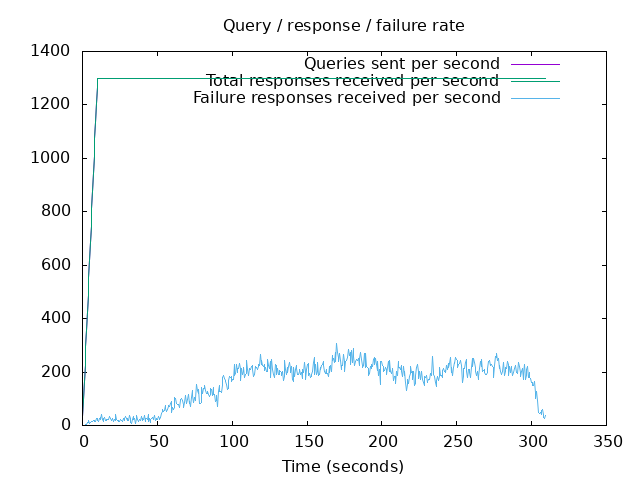 Query / response / failure rate
1400
1200
1000
800
600
400
200
0
Queries sent per second
Total responses received per second
Failure responses received per second
0 50 100 150 200 250 300 350
Time (seconds)